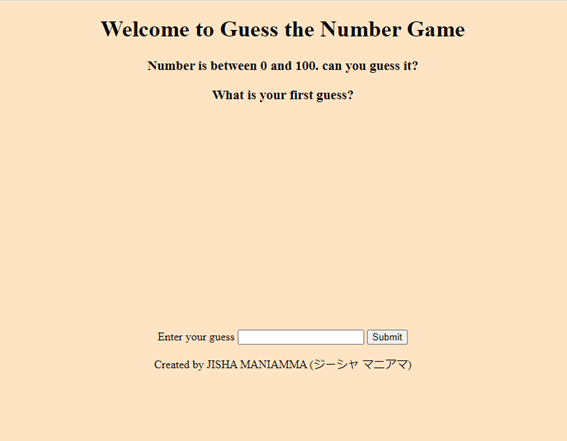 Welcome to Guess the Number Game
Number is between 0 and 100. can you guess it?
What is your first guess?
Enter your guess Submit
Created by JISHA MANIAMMA (ジーシャ マニアマ)